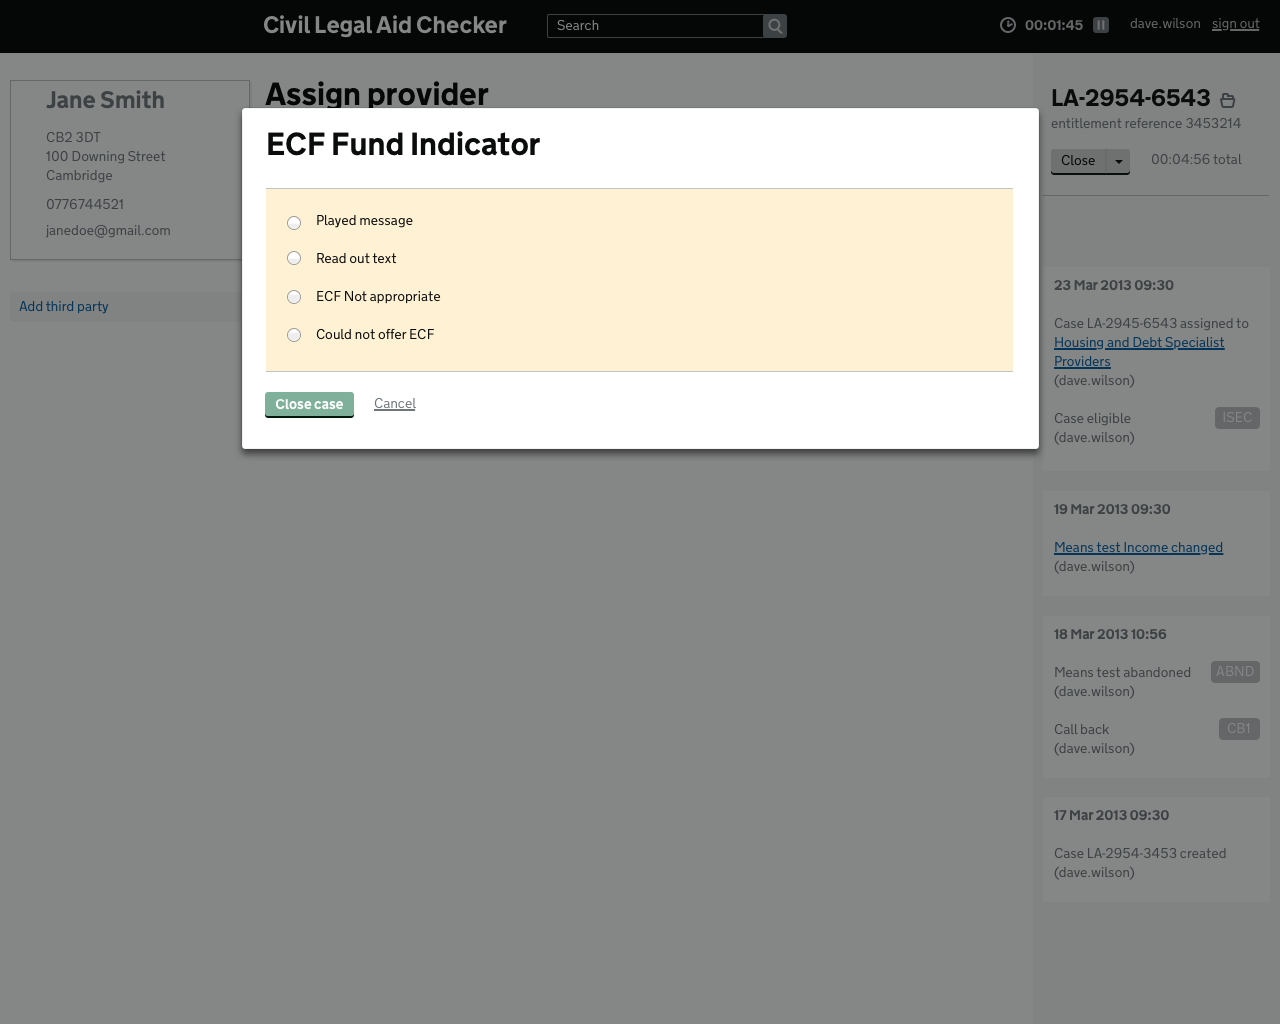 Civil Legal Aid Checker
Search
00:01:45
dave.wilson
sign out
Jane Smith
CB2 3DT
100 Downing Street
Cambridge
0776744521
janedoe@gmail.com
Add third party
Assign provider
ECF Fund Indicator
Played message
Read out text
ECF Not appropriate
Could not offer ECF
Close case
Cancel
LA-2954-6543
entitlement reference 3453214
Close
00:04:56 total
23 Mar 2013 09:30
Case LA-2945-6543 assigned to
Housing and Debt Specialist
Providers
(dave.wilson)
Case eligible
ISEC
(dave.wilson)
19 Mar 2013 09:30
Means test Income changed
(dave.wilson)
18 Mar 2013 10:56
Means test abandoned
ABND
(dave.wilson)
Call back
CB1
(dave.wilson)
17 Mar 2013 09:30
Case LA-2954-3453 created
(dave.wilson)